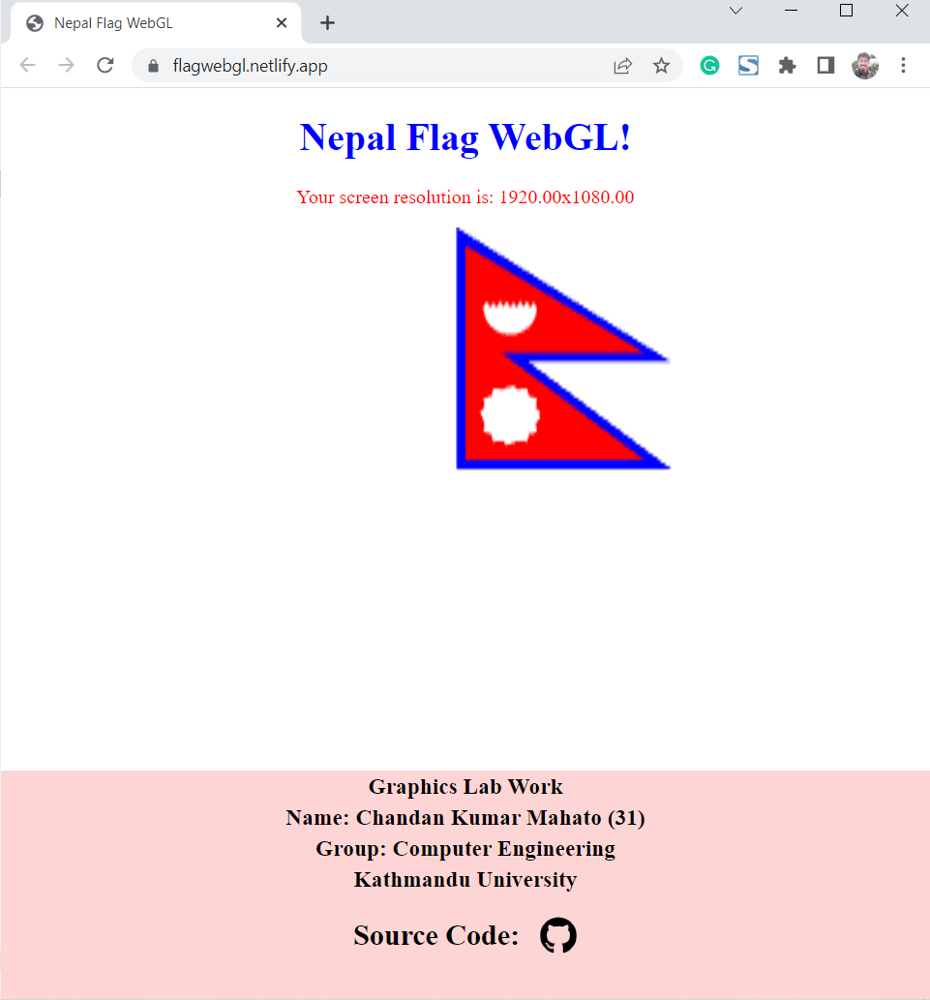 Nepal Flag WebGL
flagwebgl.netlify.app
Nepal Flag WebGL!
Your screen resolution is: 1920.00x1080.00
Graphics Lab Work
Name: Chandan Kumar Mahato (31)
Group: Computer Engineering
Kathmandu University
Source Code: